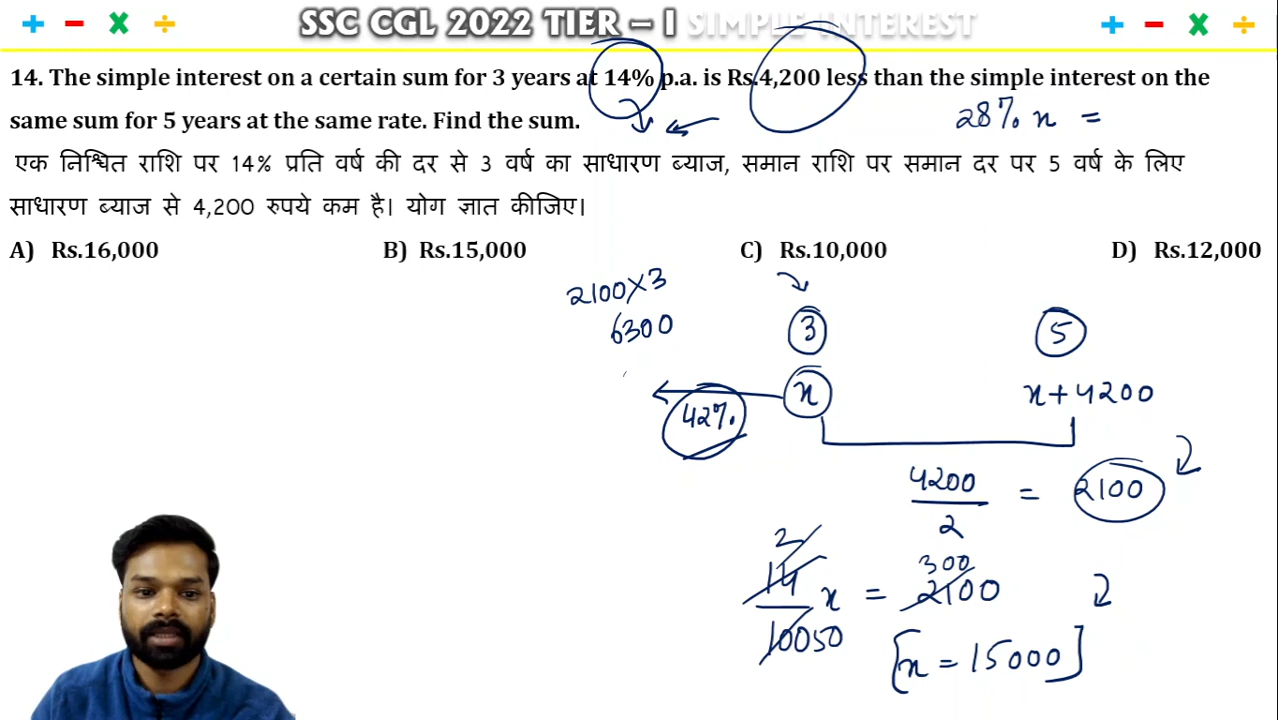 + - × ÷ SSC CGL 2022 TIER – I SIMPLE INTEREST + - × ÷
14. The simple interest on a certain sum for 3 years at 14% p.a. is Rs.4,200 less than the simple interest on the
same sum for 5 years at the same rate. Find the sum.
28% x =
एक निश्चित राशि पर 14% प्रति वर्ष की दर से 3 वर्ष का साधारण ब्याज, समान राशि पर समान दर पर 5 वर्ष के लिए
साधारण ब्याज से 4,200 रुपये कम है। योग ज्ञात कीजिए।
A) Rs.16,000 B) Rs.15,000 C) Rs.10,000 D) Rs.12,000
2100×3
6300
3 5
42% x x+4200
4200/2 = 2100
2 300
14/10050 x = 2100
[x = 15000]